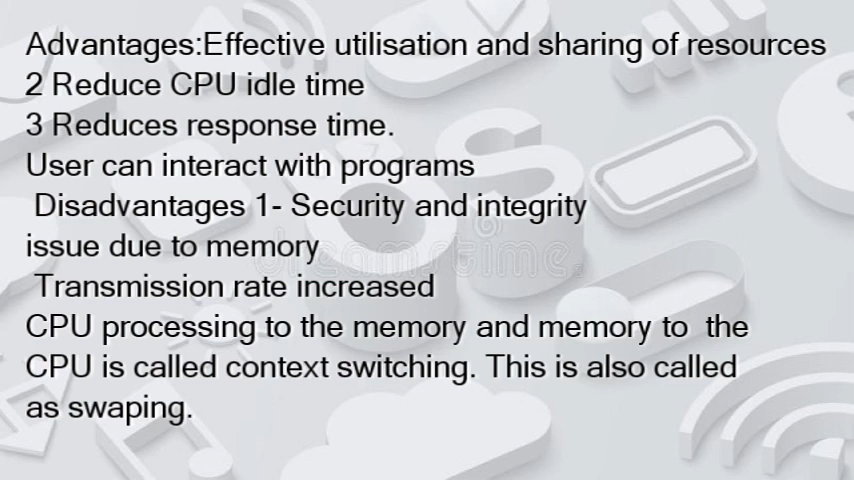 Advantages:Effective utilisation and sharing of resources
2 Reduce CPU idle time
3 Reduces response time.
User can interact with programs
Disadvantages 1- Security and integrity
issue due to memory
Transmission rate increased
CPU processing to the memory and memory to  the
CPU is called context switching. This is also called
as swaping.
OS
dreamstime.